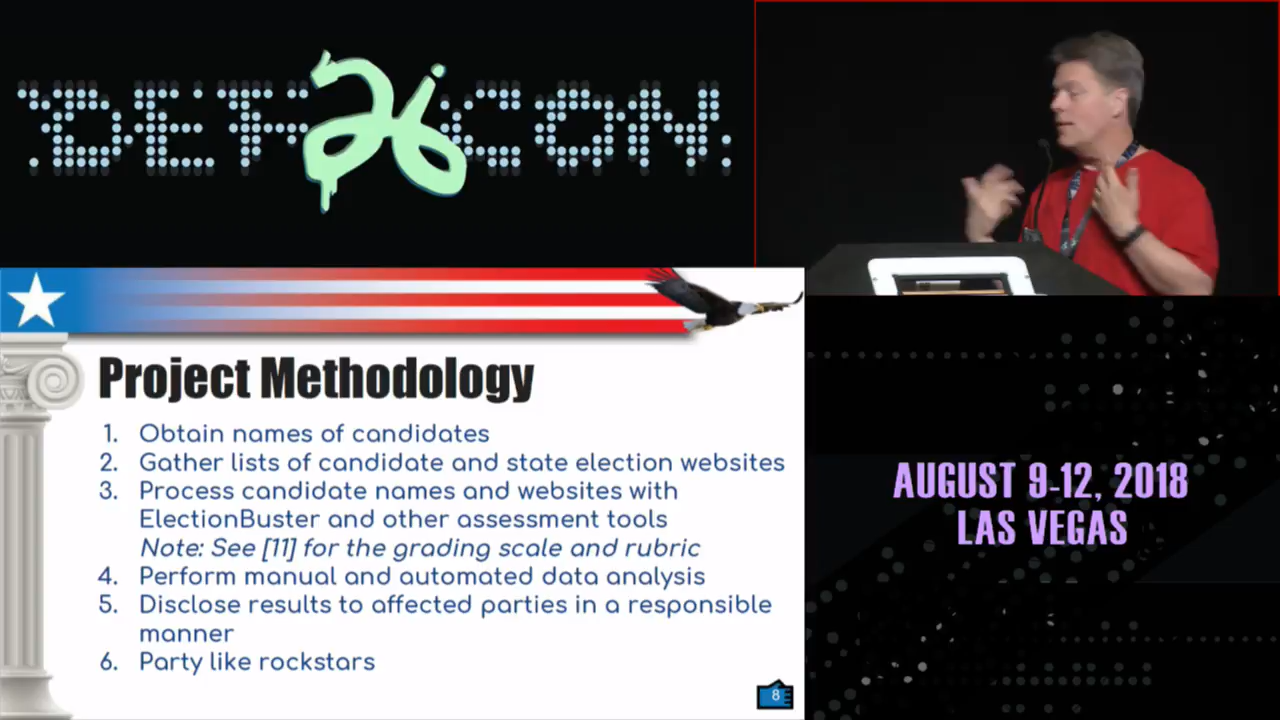 DEF CON
26
Project Methodology
1. Obtain names of candidates
2. Gather lists of candidate and state election websites
3. Process candidate names and websites with
ElectionBuster and other assessment tools
Note: See [11] for the grading scale and rubric
4. Perform manual and automated data analysis
5. Disclose results to affected parties in a responsible
manner
6. Party like rockstars
8
AUGUST 9-12, 2018
LAS VEGAS